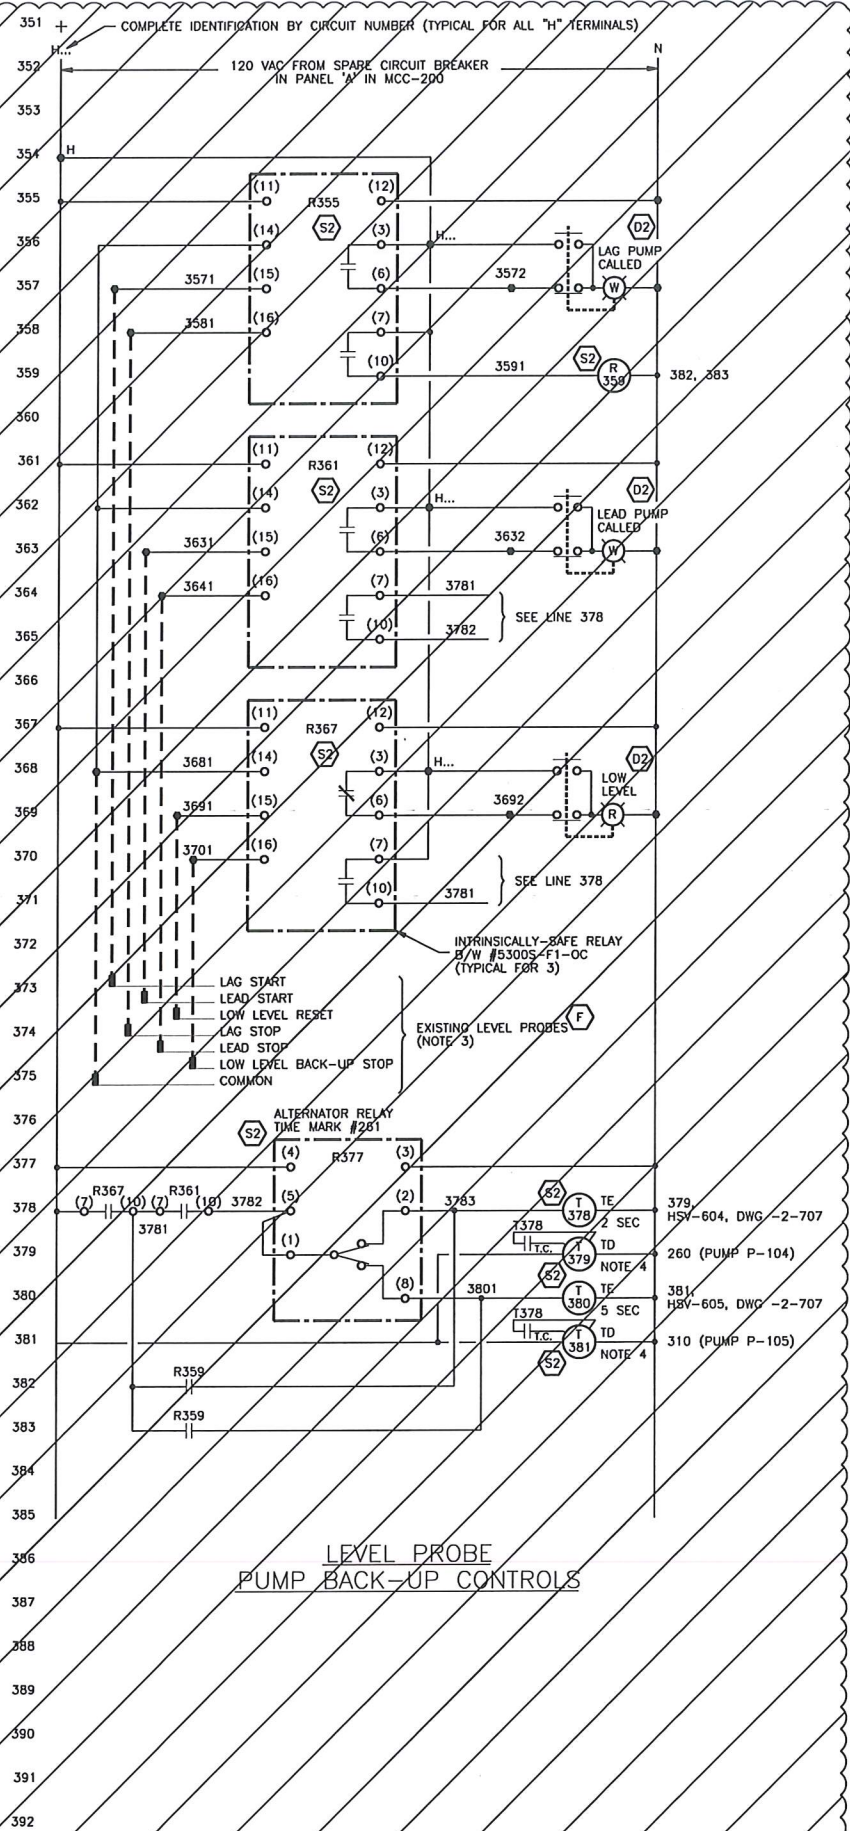 351
COMPLETE IDENTIFICATION BY CIRCUIT NUMBER (TYPICAL FOR ALL "H" TERMINALS)
H...
N
352
120 VAC FROM SPARE CIRCUIT BREAKER
IN PANEL 'A' IN MCC-200
353
354
H
355
(11)
R355
(12)
S2
D2
356
(14)
(3)
H...
LAG PUMP
CALLED
357
3571
(15)
(6)
3572
W
358
3581
(16)
(7)
359
(10)
3591
S2
R
359
382, 383
360
361
(11)
R361
(12)
S2
D2
362
(14)
(3)
H...
LEAD PUMP
CALLED
363
3631
(15)
(6)
3632
W
364
3641
(16)
(7)
3781
SEE LINE 378
365
(10)
3782
366
367
(11)
R367
(12)
S2
D2
368
3681
(14)
(3)
H...
LOW
LEVEL
369
3691
(15)
(6)
3692
R
370
3701
(16)
(7)
SEE LINE 378
371
(10)
3781
372
INTRINSICALLY-SAFE RELAY
B/W #5300S-F1-OC
(TYPICAL FOR 3)
373
LAG START
LEAD START
LOW LEVEL RESET
374
LAG STOP
EXISTING LEVEL PROBES
(NOTE 3)
F
LEAD STOP
LOW LEVEL BACK-UP STOP
375
COMMON
376
S2
ALTERNATOR RELAY
TIME MARK #261
377
(4)
R377
(3)
378
(7)
R367
(10)
(7)
R361
(10)
3782
(5)
(2)
3783
S2
T
378
TE
2 SEC
379,
HSV-604, DWG -2-707
3781
379
(1)
T378
T.C.
T
379
TD
NOTE 4
260 (PUMP P-104)
S2
380
(8)
3801
T
380
TE
5 SEC
381,
HSV-605, DWG -2-707
381
T378
T.C.
T
381
TD
NOTE 4
310 (PUMP P-105)
S2
382
R359
383
R359
384
385
386
LEVEL PROBE
PUMP BACK-UP CONTROLS
387
388
389
390
391
392